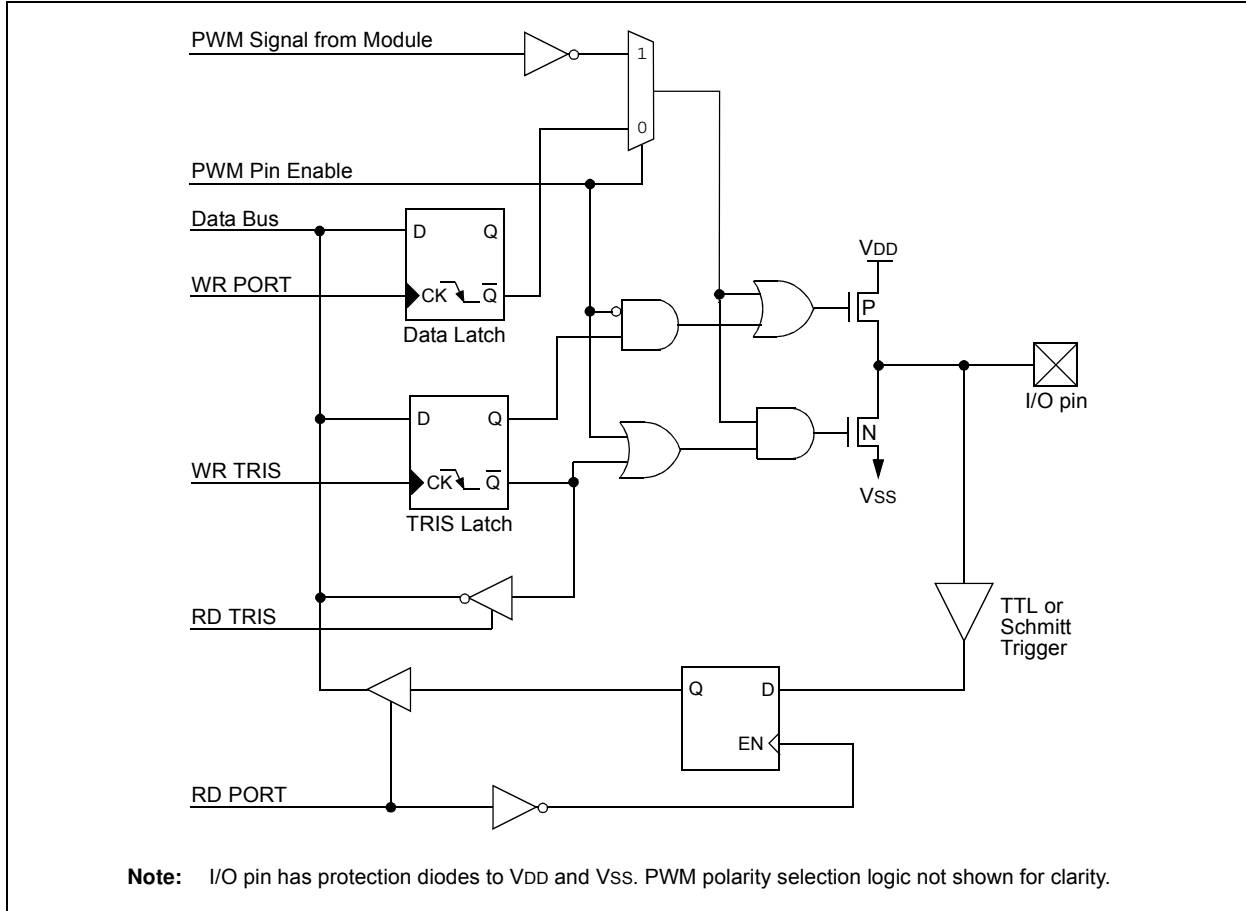 PWM Signal from Module
1
0
PWM Pin Enable
Data Bus
D Q
VDD
WR PORT
CK Q̅
P
Data Latch
I/O pin
D Q
N
WR TRIS
CK Q̅
VSS
TRIS Latch
RD TRIS
TTL or
Schmitt
Trigger
Q D
EN
RD PORT
Note: I/O pin has protection diodes to VDD and VSS. PWM polarity selection logic not shown for clarity.